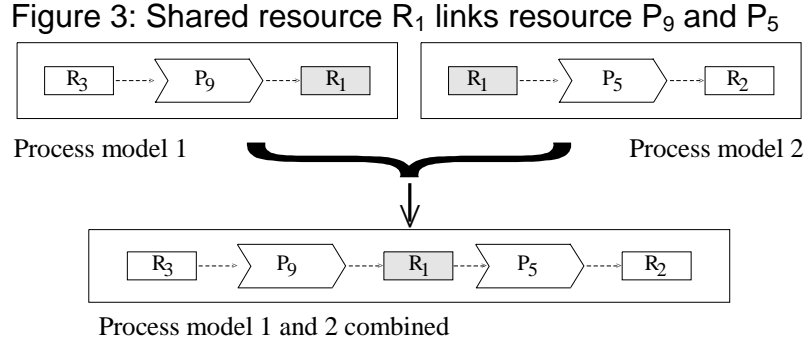 Figure 3: Shared resource R₁ links resource P₉ and P₅
R₃ P₉ R₁ R₁ P₅ R₂
Process model 1 Process model 2
R₃ P₉ R₁ P₅ R₂
Process model 1 and 2 combined